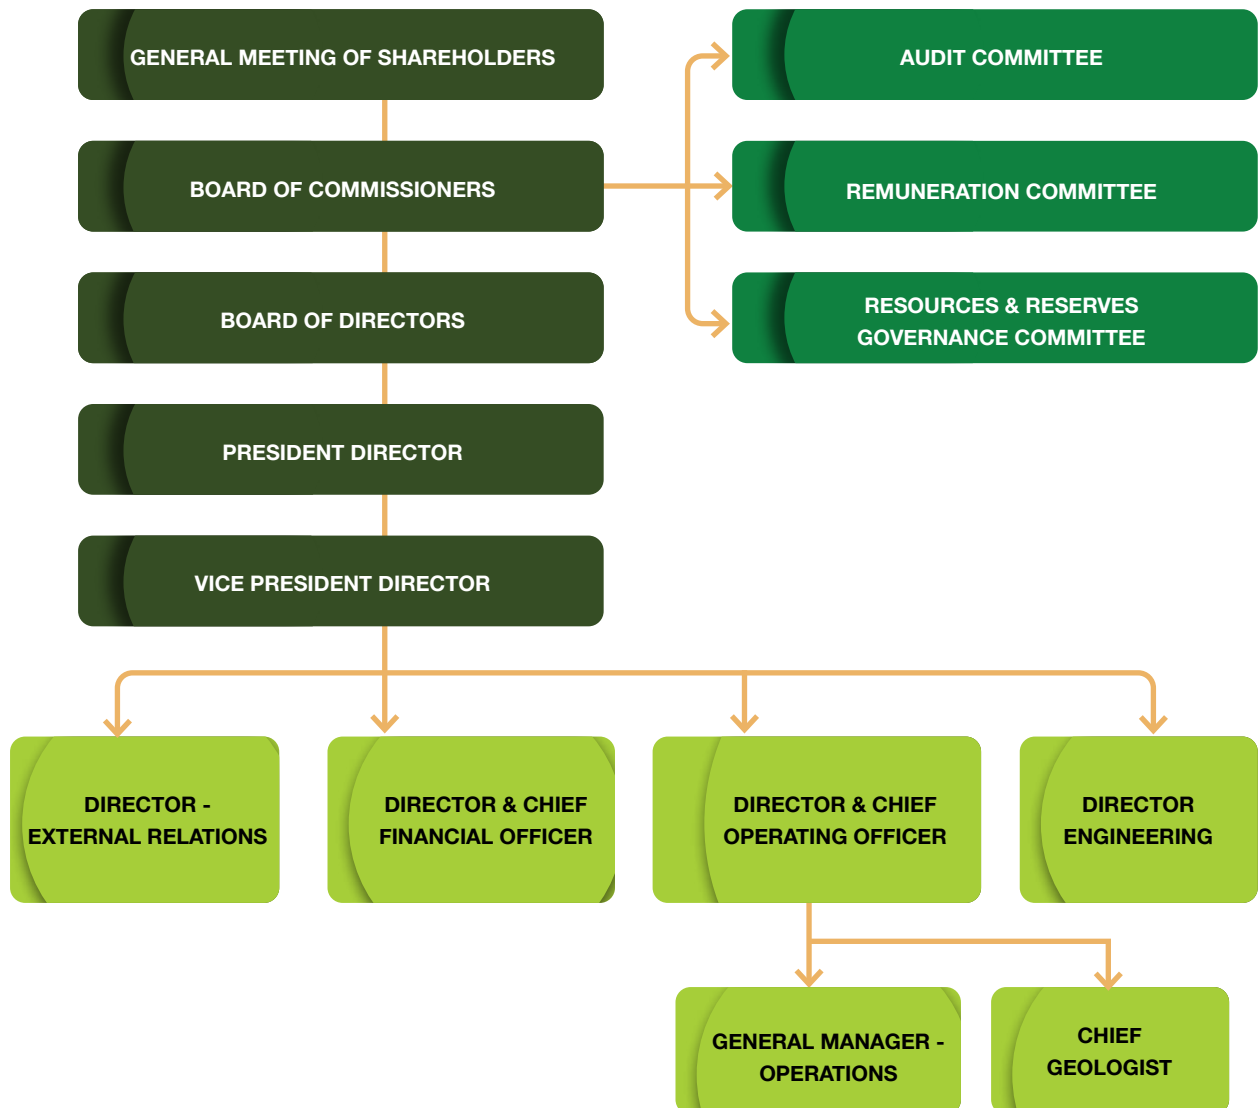 GENERAL MEETING OF SHAREHOLDERS
AUDIT COMMITTEE
BOARD OF COMMISSIONERS
REMUNERATION COMMITTEE
BOARD OF DIRECTORS
RESOURCES & RESERVES
GOVERNANCE COMMITTEE
PRESIDENT DIRECTOR
VICE PRESIDENT DIRECTOR
DIRECTOR -
EXTERNAL RELATIONS
DIRECTOR & CHIEF
FINANCIAL OFFICER
DIRECTOR & CHIEF
OPERATING OFFICER
DIRECTOR
ENGINEERING
GENERAL MANAGER -
OPERATIONS
CHIEF
GEOLOGIST